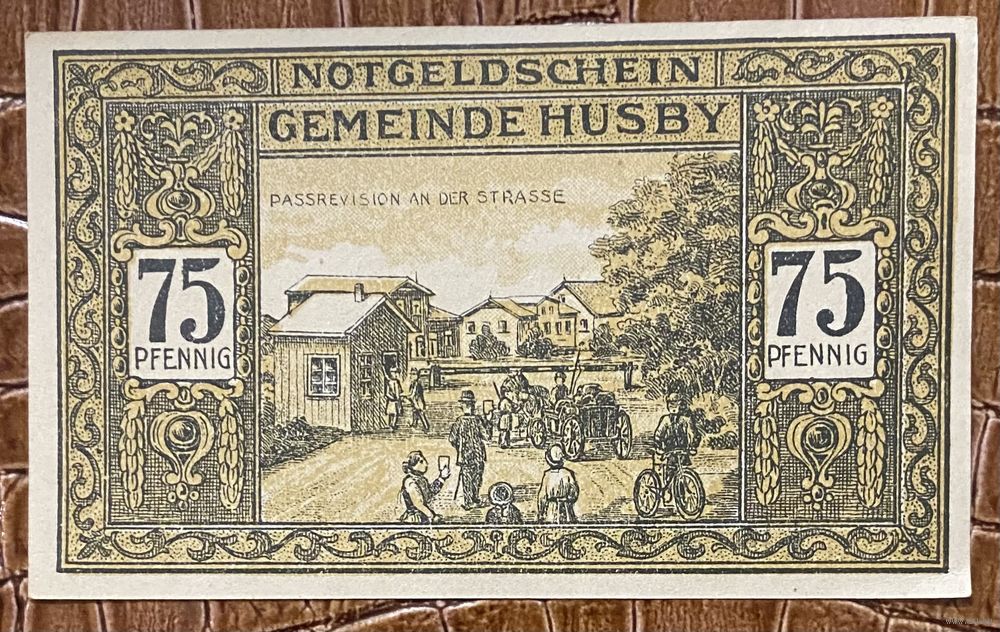 NOTGELDSCHEIN
GEMEINDE HUSBY
PASSREVISION AN DER STRASSE
75
PFENNIG
75
PFENNIG